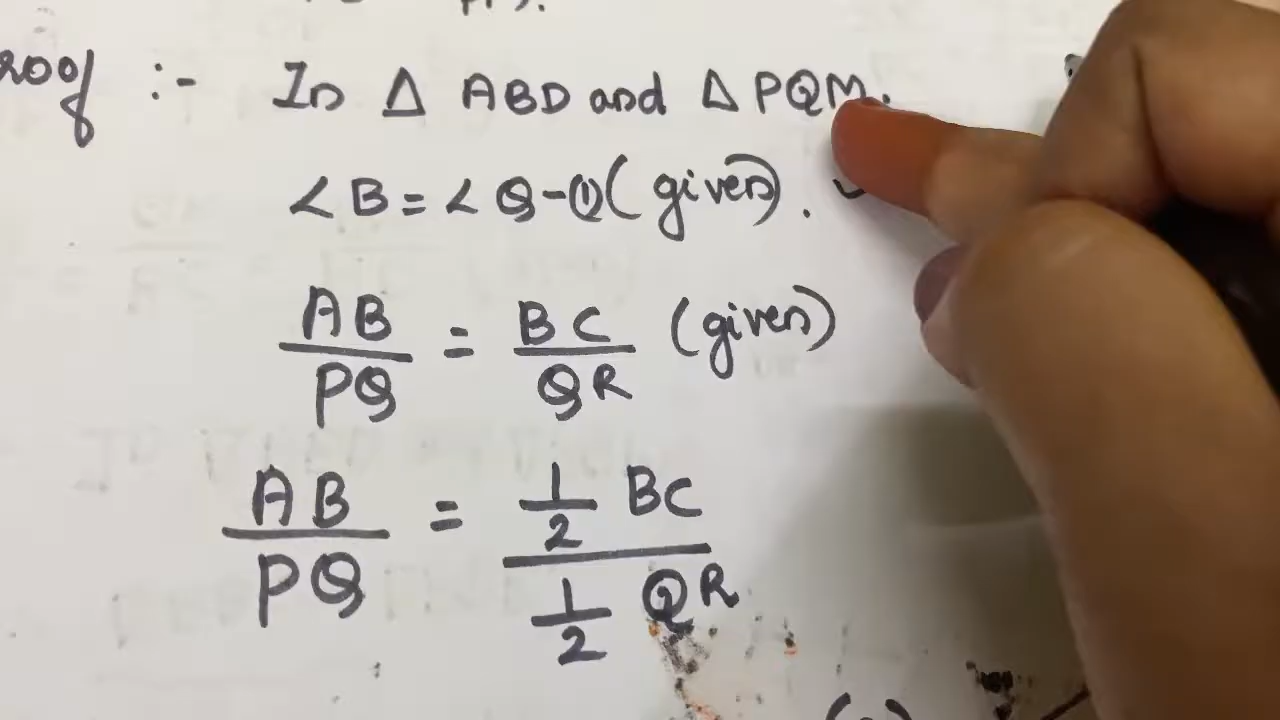 roof :- In Δ ABD and Δ PQM.
∠B = ∠Q - ① (given).
AB/PQ = BC/QR (given)
AB/PQ = 1/2 BC / 1/2 QR